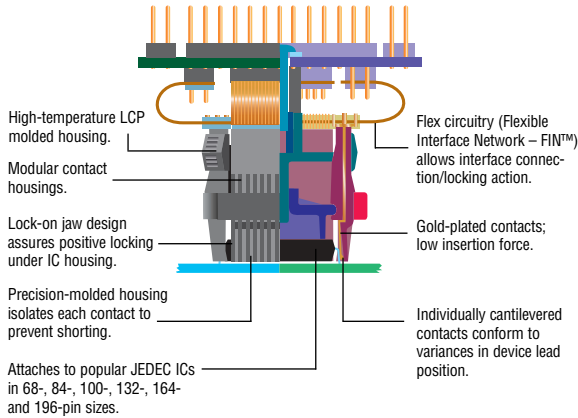 High-temperature LCP
molded housing.
Modular contact
housings.
Lock-on jaw design
assures positive locking
under IC housing.
Precision-molded housing
isolates each contact to
prevent shorting.
Attaches to popular JEDEC ICs
in 68-, 84-, 100-, 132-, 164-
and 196-pin sizes.
Flex circuitry (Flexible
Interface Network – FIN™)
allows interface connec-
tion/locking action.
Gold-plated contacts;
low insertion force.
Individually cantilevered
contacts conform to
variances in device lead
position.